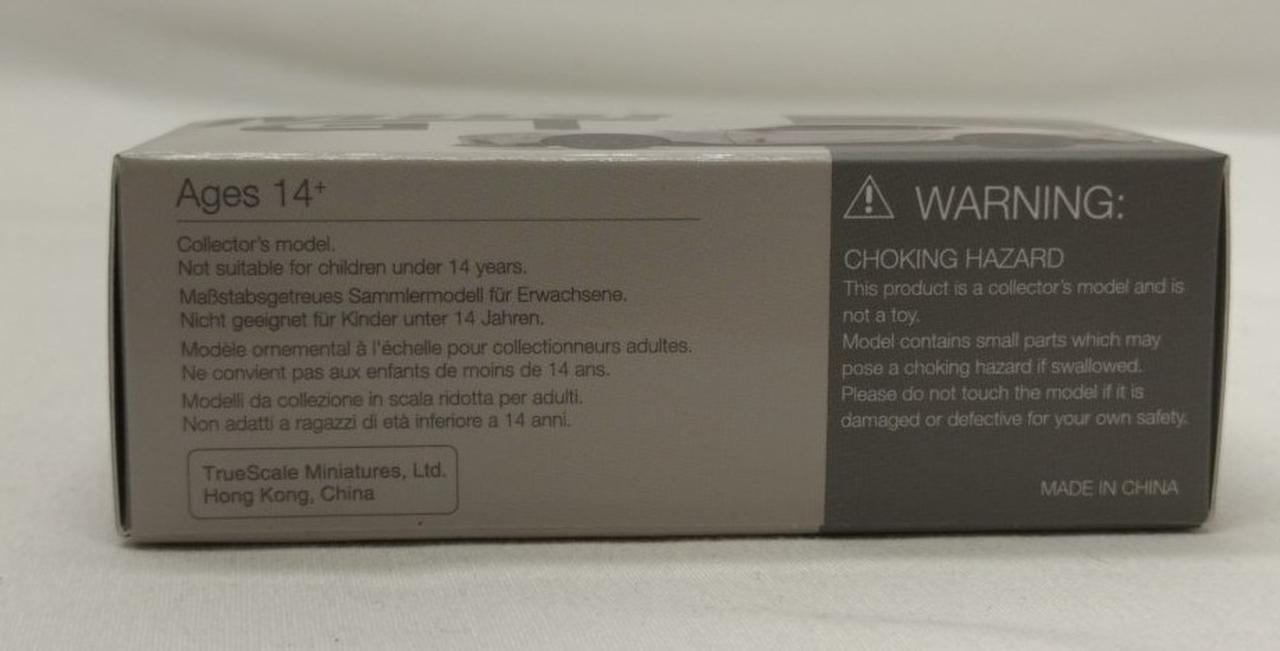 Ages 14+
Collector's model.
Not suitable for children under 14 years.
Maßstabsgetreues Sammlermodell für Erwachsene.
Nicht geeignet für Kinder unter 14 Jahren.
Modèle ornemental à l'échelle pour collectionneurs adultes.
Ne convient pas aux enfants de moins de 14 ans.
Modelli da collezione in scala ridotta per adulti.
Non adatti a ragazzi di età inferiore a 14 anni.
TrueScale Miniatures, Ltd.
Hong Kong, China
WARNING:
CHOKING HAZARD
This product is a collector's model and is
not a toy.
Model contains small parts which may
pose a choking hazard if swallowed.
Please do not touch the model if it is
damaged or defective for your own safety.
MADE IN CHINA